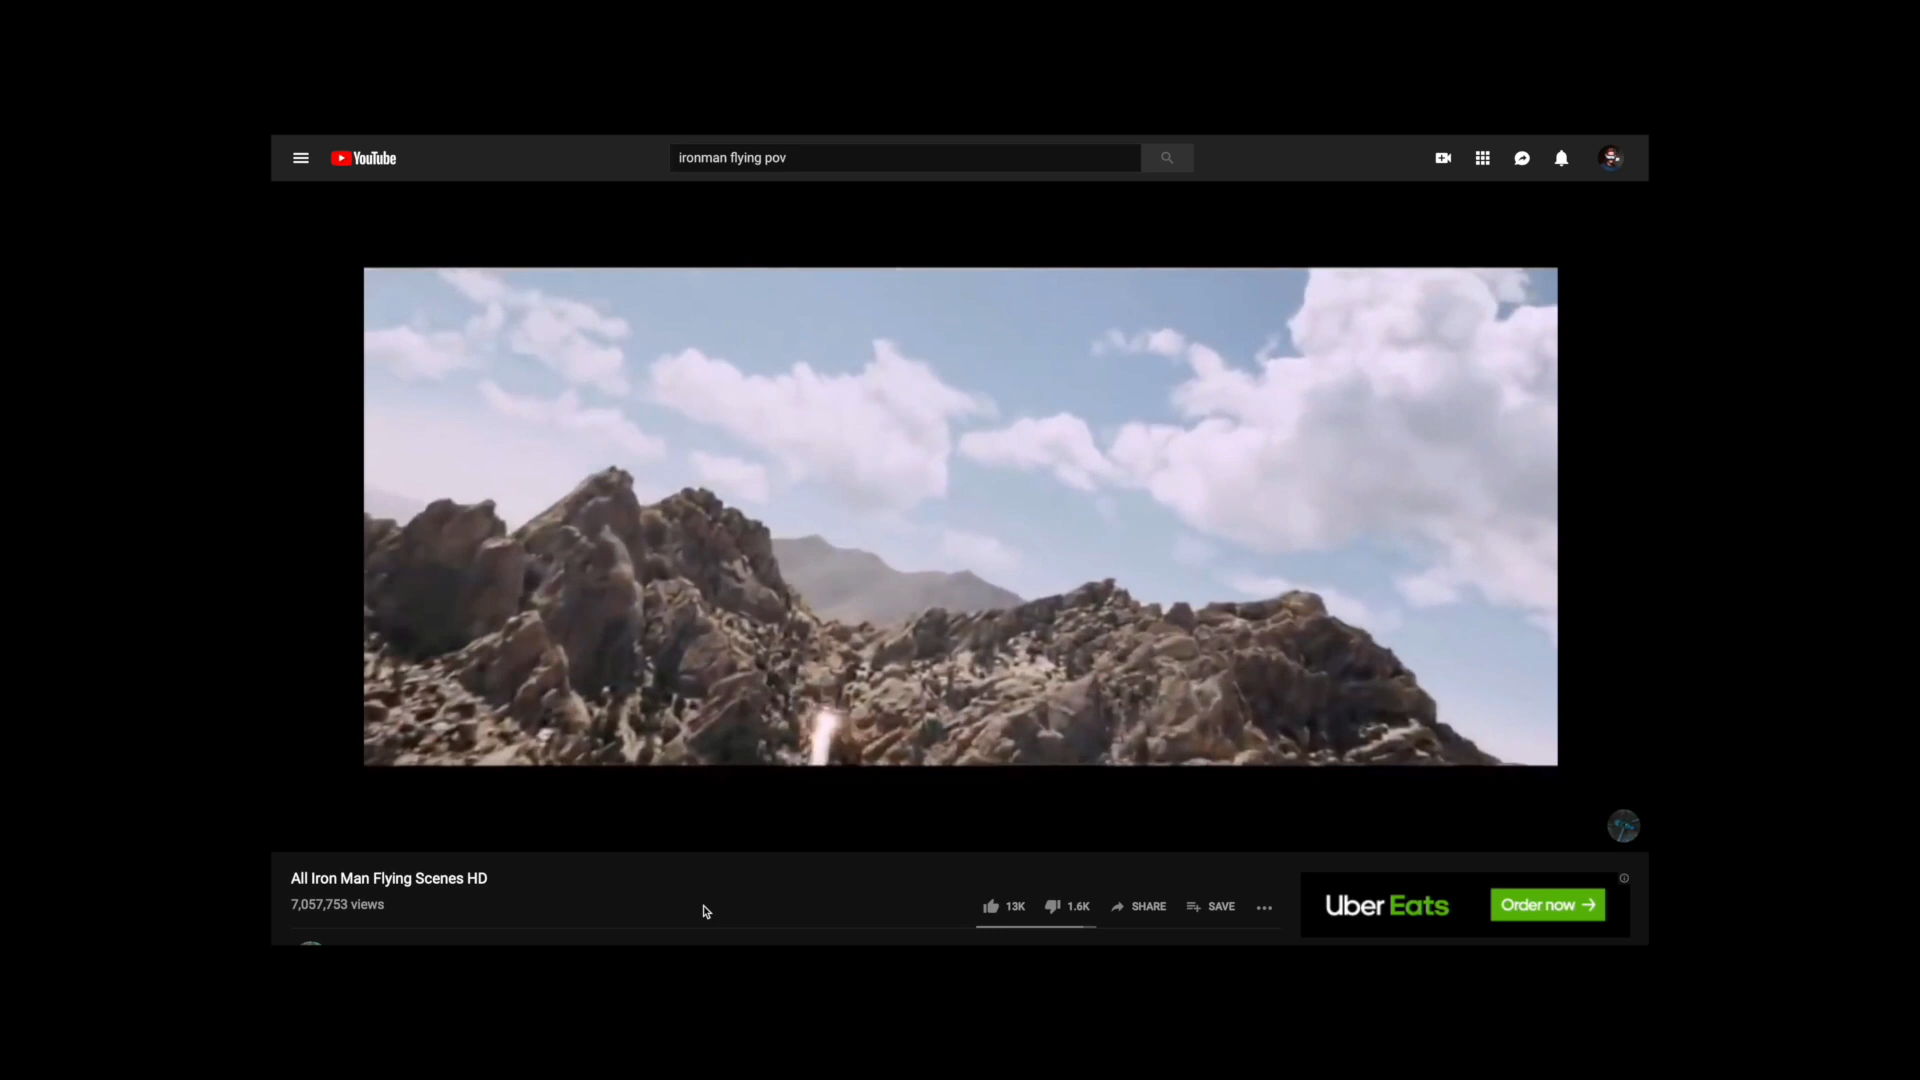 YouTube
ironman flying pov
All Iron Man Flying Scenes HD
7,057,753 views
13K
1.6K
SHARE
SAVE
Uber Eats
Order now →